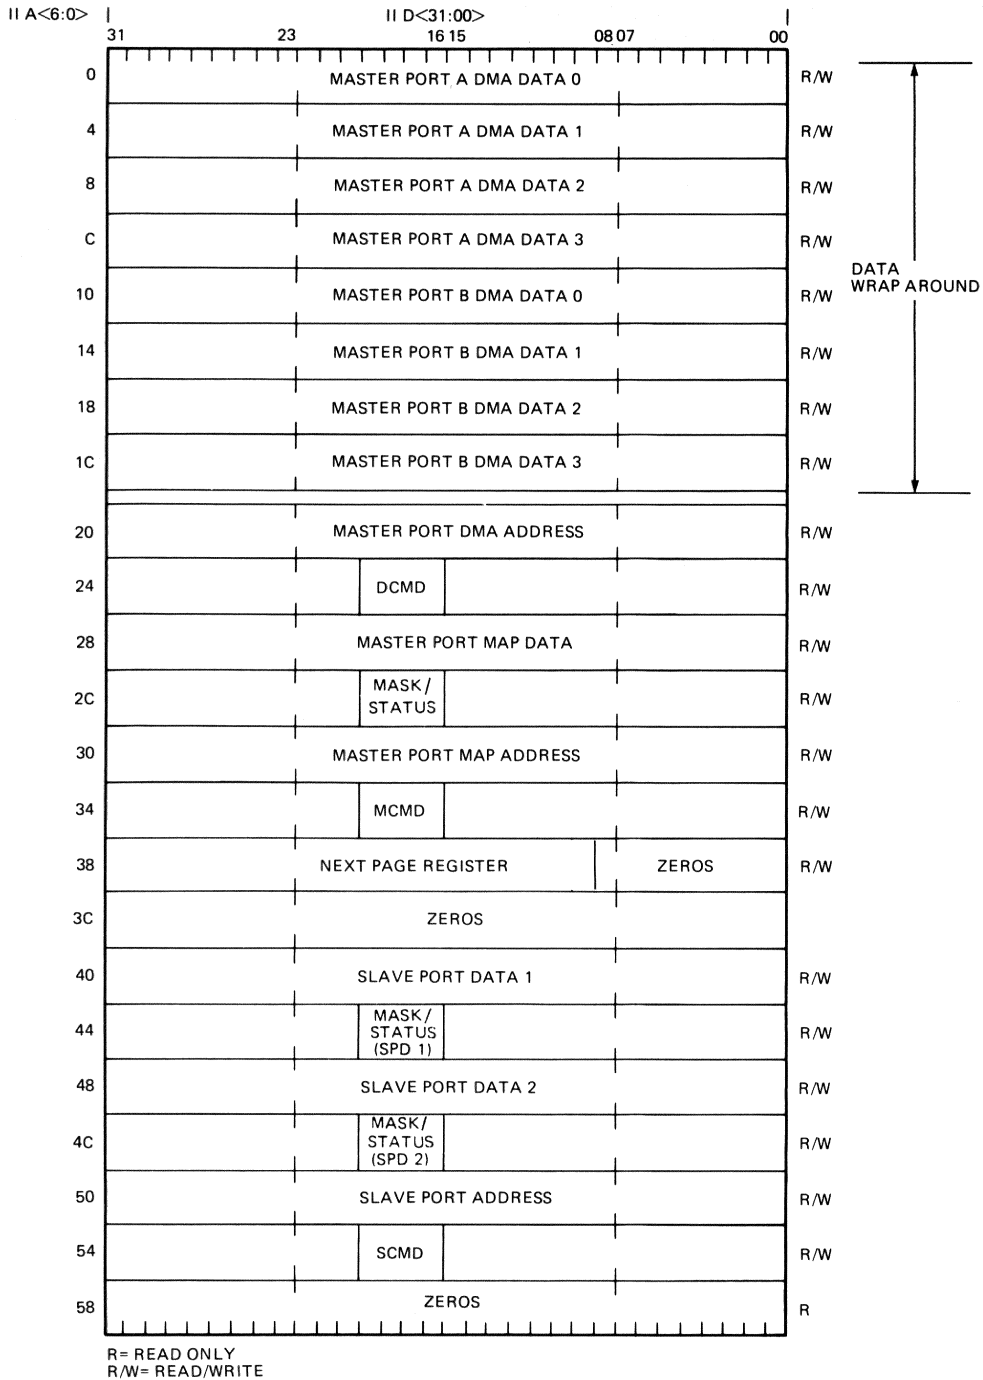 II A<6:0> II D<31:00>
31 23 16 15 08 07 00
0 MASTER PORT A DMA DATA 0 R/W
4 MASTER PORT A DMA DATA 1 R/W
8 MASTER PORT A DMA DATA 2 R/W
C MASTER PORT A DMA DATA 3 R/W
DATA
WRAP AROUND
10 MASTER PORT B DMA DATA 0 R/W
14 MASTER PORT B DMA DATA 1 R/W
18 MASTER PORT B DMA DATA 2 R/W
1C MASTER PORT B DMA DATA 3 R/W
20 MASTER PORT DMA ADDRESS R/W
24 DCMD R/W
28 MASTER PORT MAP DATA R/W
2C MASK/
STATUS R/W
30 MASTER PORT MAP ADDRESS R/W
34 MCMD R/W
38 NEXT PAGE REGISTER ZEROS R/W
3C ZEROS
40 SLAVE PORT DATA 1 R/W
44 MASK/
STATUS
(SPD 1) R/W
48 SLAVE PORT DATA 2 R/W
4C MASK/
STATUS
(SPD 2) R/W
50 SLAVE PORT ADDRESS R/W
54 SCMD R/W
58 ZEROS R
R= READ ONLY
R/W= READ/WRITE